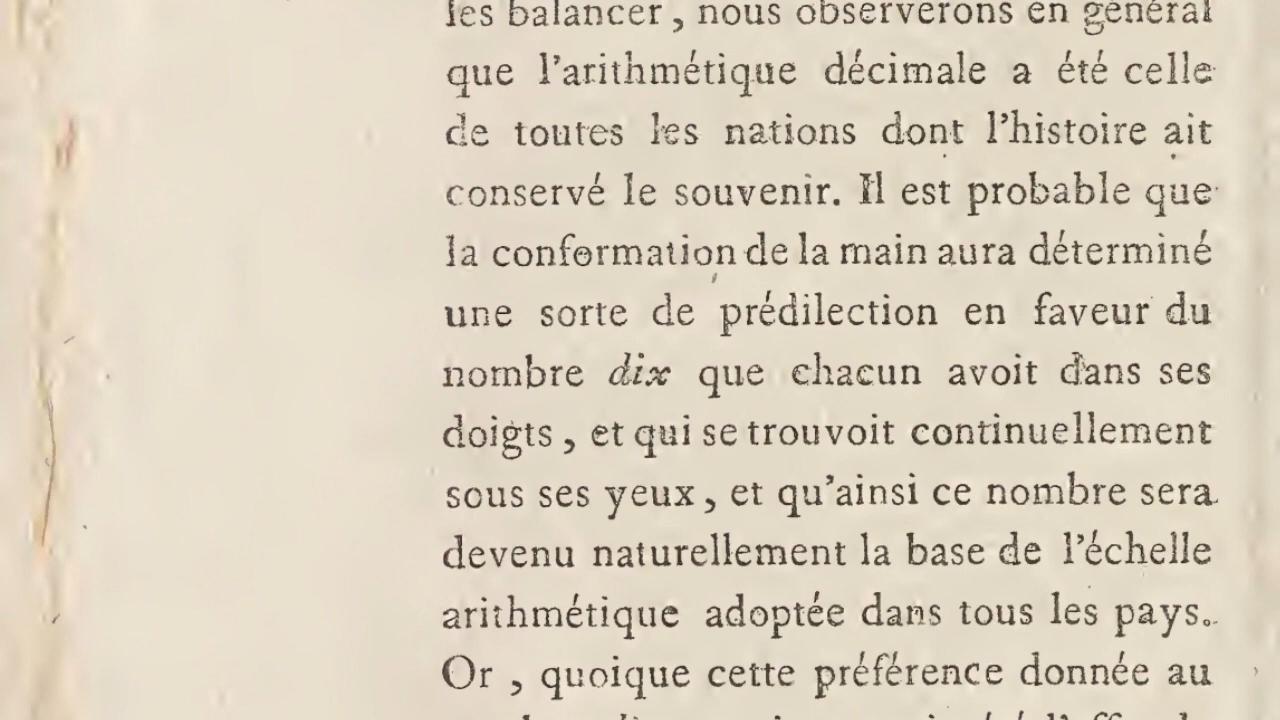 les balancer, nous observerons en général
que l'arithmétique décimale a été celle
de toutes les nations dont l'histoire ait
conservé le souvenir. Il est probable que
la conformation de la main aura déterminé
une sorte de prédilection en faveur du
nombre dix que chacun avoit dans ses
doigts, et qui se trouvoit continuellement
sous ses yeux, et qu'ainsi ce nombre sera
devenu naturellement la base de l'échelle
arithmétique adoptée dans tous les pays.
Or, quoique cette préférence donnée au